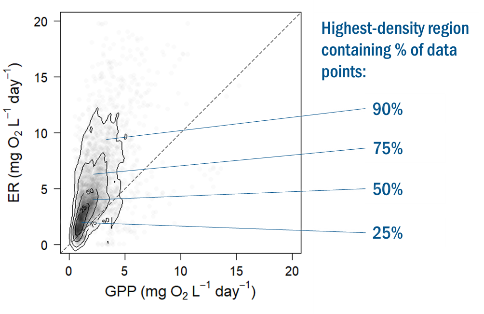 Highest-density region
containing % of data
points:
90%
75%
50%
25%
ER (mg O₂ L⁻¹ day⁻¹)
20
15
10
5
0
0 5 10 15 20
GPP (mg O₂ L⁻¹ day⁻¹)